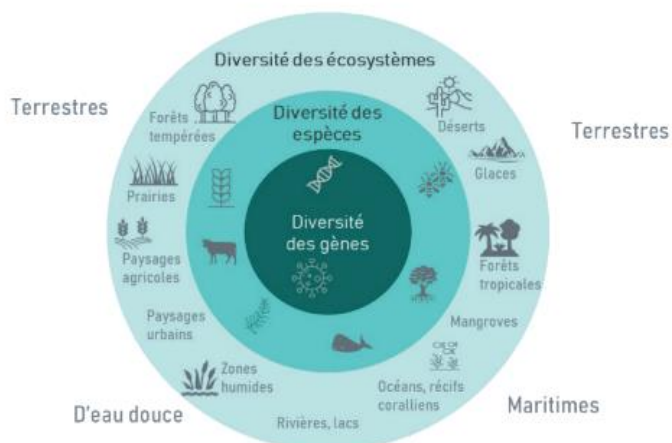 Diversité des écosystèmes
Terrestres
Terrestres
Forêts
tempérées
Diversité des
espèces
Déserts
Glaces
Prairies
Diversité
des gènes
Paysages
agricoles
Forêts
tropicales
Paysages
urbains
Mangroves
Zones
humides
Océans, récifs
coralliens
D'eau douce
Rivières, lacs
Maritimes